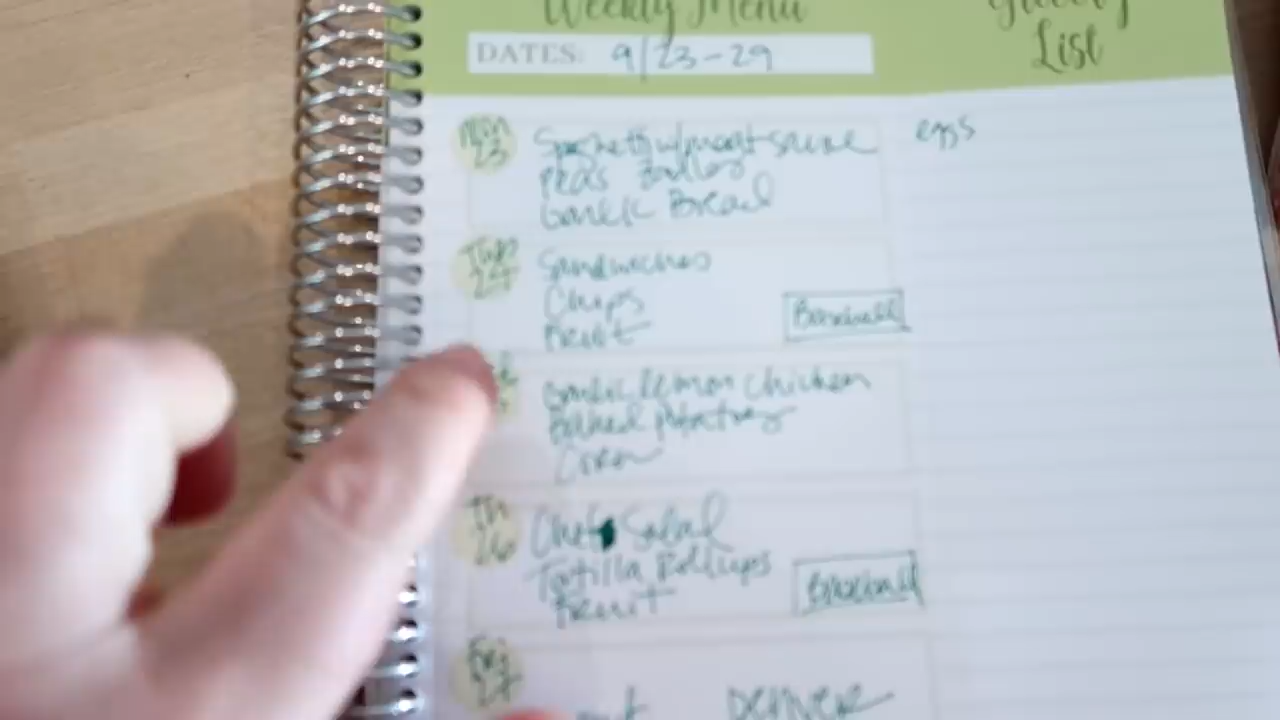 Weekly Menu
Grocery
List
DATES: 9/23-29
Mon
23
Spaghetti w/meat sauce
Peas
Garlic Bread
eggs
Tue
24
Sandwiches
Chips
Fruit
Baseball
Garlic lemon chicken
Baked Potatoes
Corn
Th
26
Chef Salad
Tortilla Rollups
Fruit
Baseball
Fri
27
DENVER